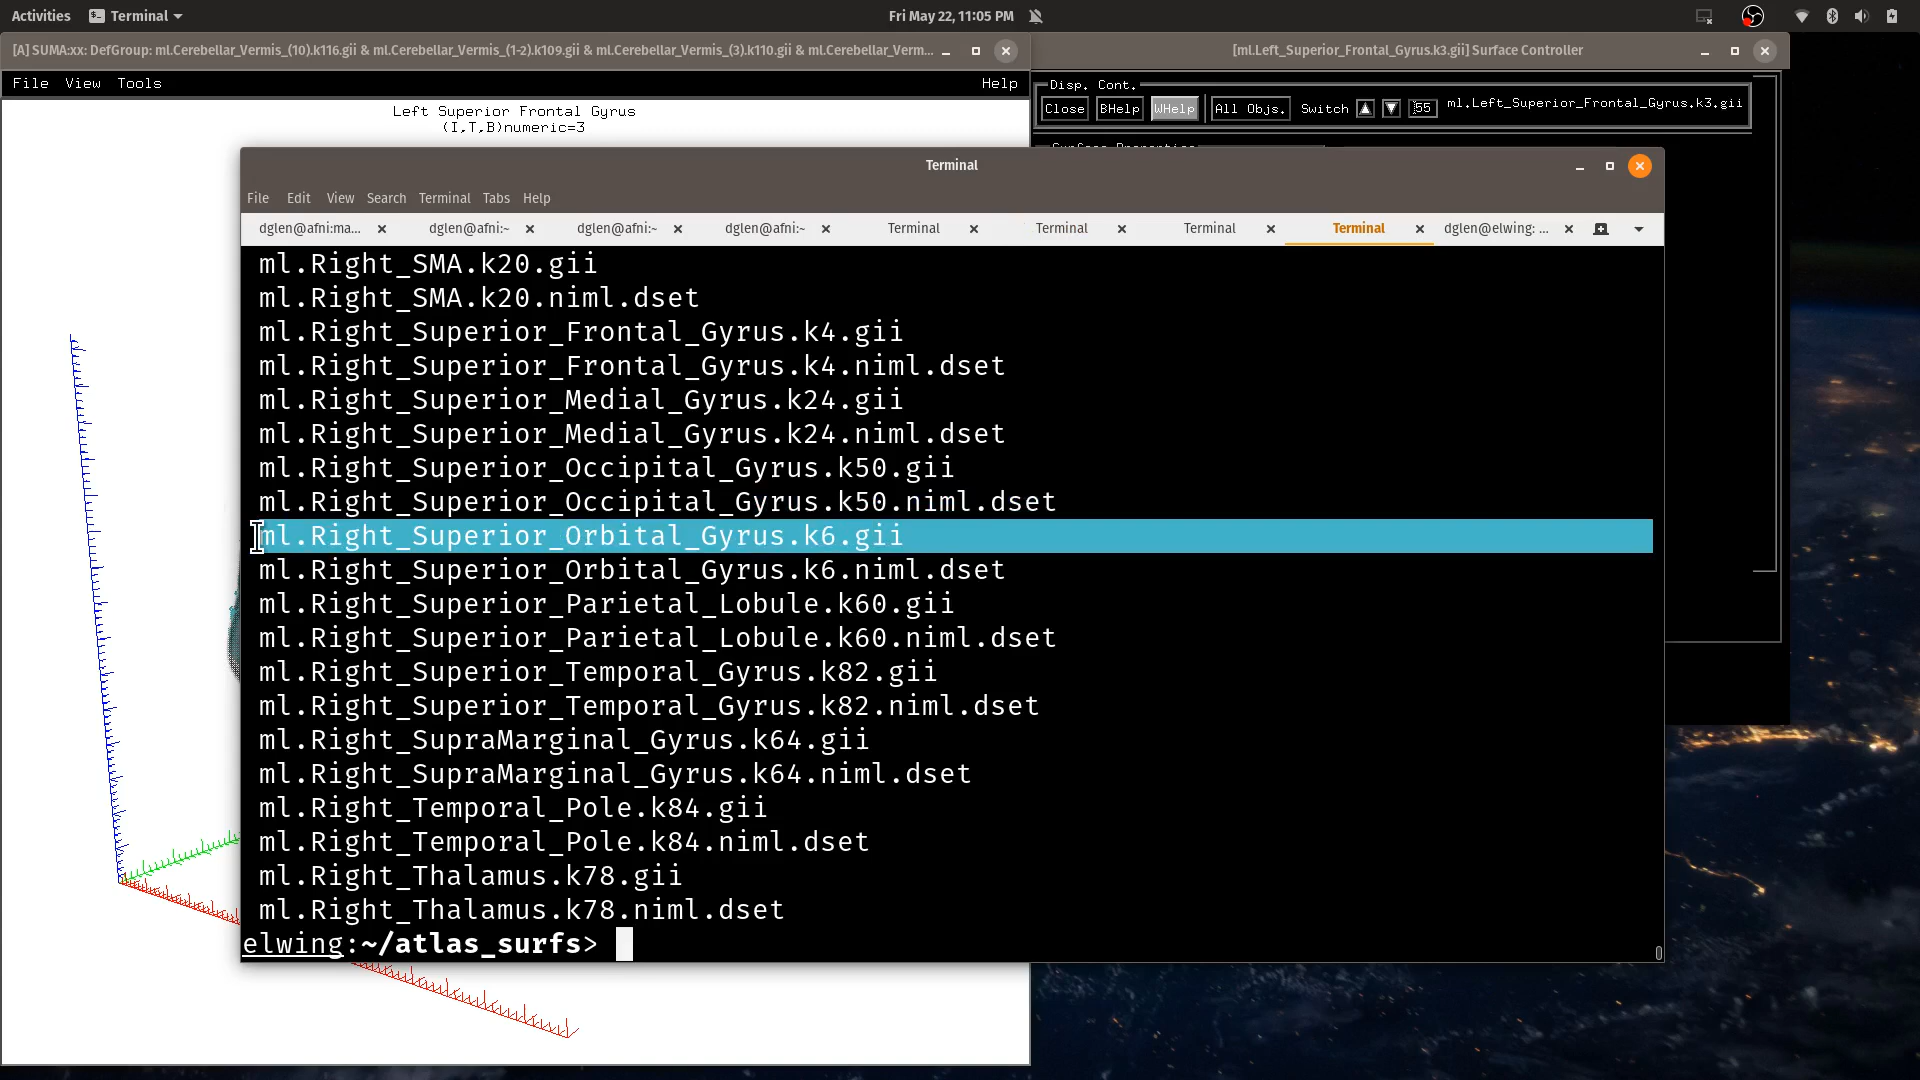 Activities
Terminal
Fri May 22, 11:05 PM
[A] SUMA:xx: DefGroup: ml.Cerebellar_Vermis_(10).k116.gii & ml.Cerebellar_Vermis_(1-2).k109.gii & ml.Cerebellar_Vermis_(3).k110.gii & ml.Cerebellar_Verm...
[ml.Left_Superior_Frontal_Gyrus.k3.gii] Surface Controller
File View Tools Help
Disp. Cont.
Close BHelp WHelp All Objs. Switch 55 ml.Left_Superior_Frontal_Gyrus.k3.gii
Left Superior Frontal Gyrus
(I,T,B)numeric=3
Terminal
File Edit View Search Terminal Tabs Help
dglen@afni:ma... dglen@afni:~ dglen@afni:~ dglen@afni:~ Terminal Terminal Terminal Terminal dglen@elwing: ...
ml.Right_SMA.k20.gii
ml.Right_SMA.k20.niml.dset
ml.Right_Superior_Frontal_Gyrus.k4.gii
ml.Right_Superior_Frontal_Gyrus.k4.niml.dset
ml.Right_Superior_Medial_Gyrus.k24.gii
ml.Right_Superior_Medial_Gyrus.k24.niml.dset
ml.Right_Superior_Occipital_Gyrus.k50.gii
ml.Right_Superior_Occipital_Gyrus.k50.niml.dset
ml.Right_Superior_Orbital_Gyrus.k6.gii
ml.Right_Superior_Orbital_Gyrus.k6.niml.dset
ml.Right_Superior_Parietal_Lobule.k60.gii
ml.Right_Superior_Parietal_Lobule.k60.niml.dset
ml.Right_Superior_Temporal_Gyrus.k82.gii
ml.Right_Superior_Temporal_Gyrus.k82.niml.dset
ml.Right_SupraMarginal_Gyrus.k64.gii
ml.Right_SupraMarginal_Gyrus.k64.niml.dset
ml.Right_Temporal_Pole.k84.gii
ml.Right_Temporal_Pole.k84.niml.dset
ml.Right_Thalamus.k78.gii
ml.Right_Thalamus.k78.niml.dset
elwing:~/atlas_surfs>